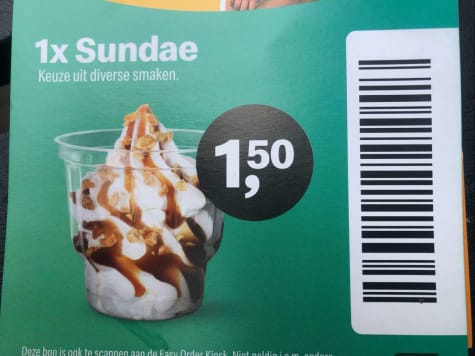 1x Sundae
Keuze uit diverse smaken.
1,50
Deze bon is ook te scannen aan de Easy Order Kiosk. Niet geldig i.c.m. andere